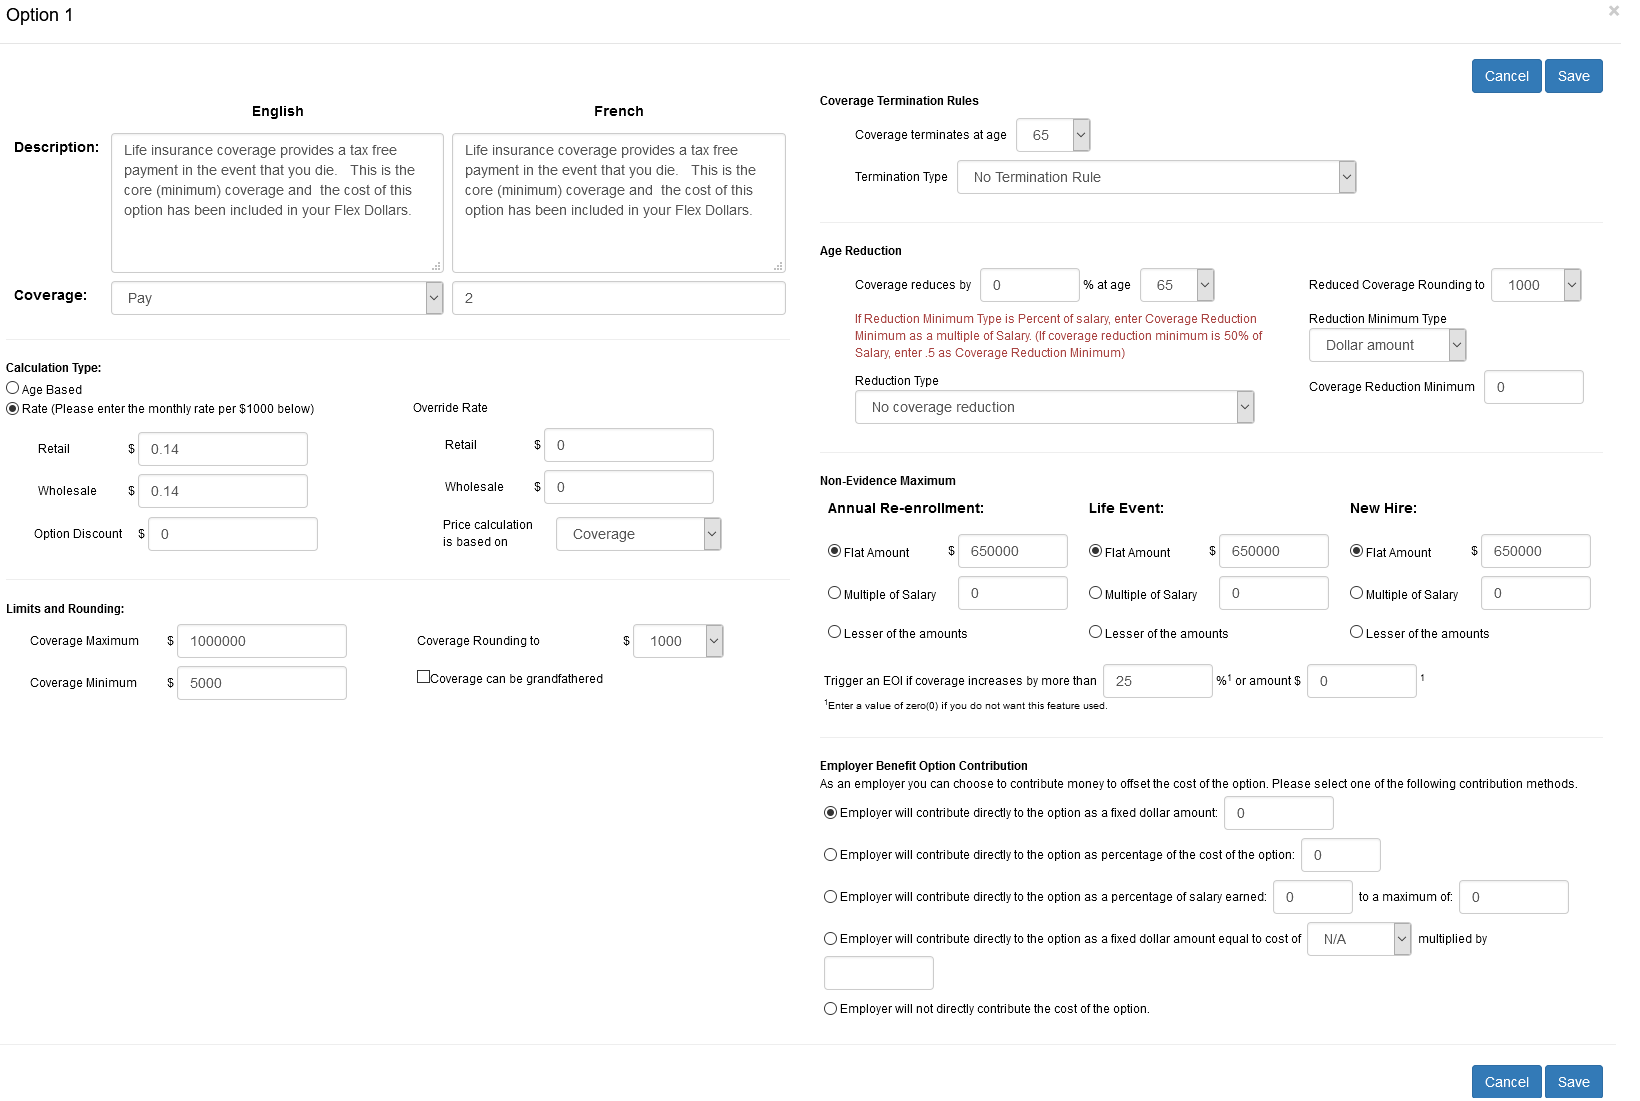 Option 1
×
Cancel
Save
English
French
Description:
Life insurance coverage provides a tax free
payment in the event that you die.   This is the
core (minimum) coverage and  the cost of this
option has been included in your Flex Dollars.
Life insurance coverage provides a tax free
payment in the event that you die.   This is the
core (minimum) coverage and  the cost of this
option has been included in your Flex Dollars.
Coverage:
Pay
2
Calculation Type:
Age Based
Rate (Please enter the monthly rate per $1000 below)
Retail $ 0.14
Wholesale $ 0.14
Option Discount $ 0
Override Rate
Retail $ 0
Wholesale $ 0
Price calculation
is based on
Coverage
Limits and Rounding:
Coverage Maximum $ 1000000
Coverage Minimum $ 5000
Coverage Rounding to $ 1000
Coverage can be grandfathered
Coverage Termination Rules
Coverage terminates at age 65
Termination Type No Termination Rule
Age Reduction
Coverage reduces by 0 % at age 65
If Reduction Minimum Type is Percent of salary, enter Coverage Reduction
Minimum as a multiple of Salary. (If coverage reduction minimum is 50% of
Salary, enter .5 as Coverage Reduction Minimum)
Reduction Type
No coverage reduction
Reduced Coverage Rounding to 1000
Reduction Minimum Type
Dollar amount
Coverage Reduction Minimum 0
Non-Evidence Maximum
Annual Re-enrollment:
Flat Amount $ 650000
Multiple of Salary 0
Lesser of the amounts
Life Event:
Flat Amount $ 650000
Multiple of Salary 0
Lesser of the amounts
New Hire:
Flat Amount $ 650000
Multiple of Salary 0
Lesser of the amounts
Trigger an EOI if coverage increases by more than 25 %¹ or amount $ 0 ¹
¹Enter a value of zero(0) if you do not want this feature used.
Employer Benefit Option Contribution
As an employer you can choose to contribute money to offset the cost of the option. Please select one of the following contribution methods.
Employer will contribute directly to the option as a fixed dollar amount: 0
Employer will contribute directly to the option as percentage of the cost of the option: 0
Employer will contribute directly to the option as a percentage of salary earned: 0 to a maximum of: 0
Employer will contribute directly to the option as a fixed dollar amount equal to cost of N/A multiplied by
Employer will not directly contribute the cost of the option.
Cancel
Save